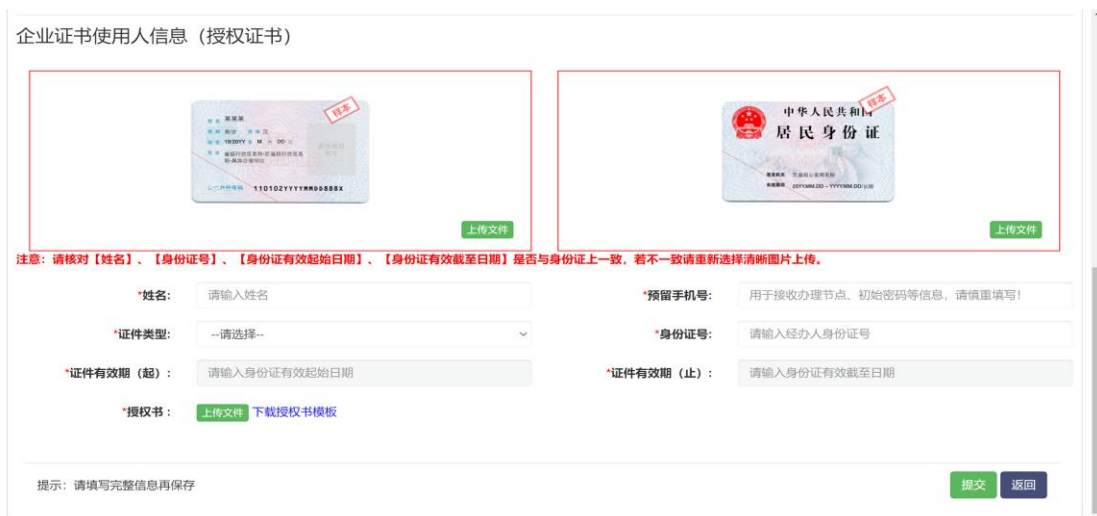 企业证书使用人信息（授权证书）
样本
某某某
110102YYYYMMDD888X
上传文件
样本
中华人民共和国
居民身份证
20YY.MM.DD - YYYY.MM.DD/长期
上传文件
注意：请核对【姓名】、【身份证号】、【身份证有效起始日期】、【身份证有效截至日期】是否与身份证上一致，若不一致请重新选择清晰图片上传。
*姓名: 请输入姓名
*预留手机号: 用于接收办理节点、初始密码等信息，请慎重填写!
*证件类型: --请选择--
*身份证号: 请输入经办人身份证号
*证件有效期（起）: 请输入身份证有效起始日期
*证件有效期（止）: 请输入身份证有效截至日期
*授权书： 上传文件 下载授权书模板
提示：请填写完整信息再保存
提交 返回